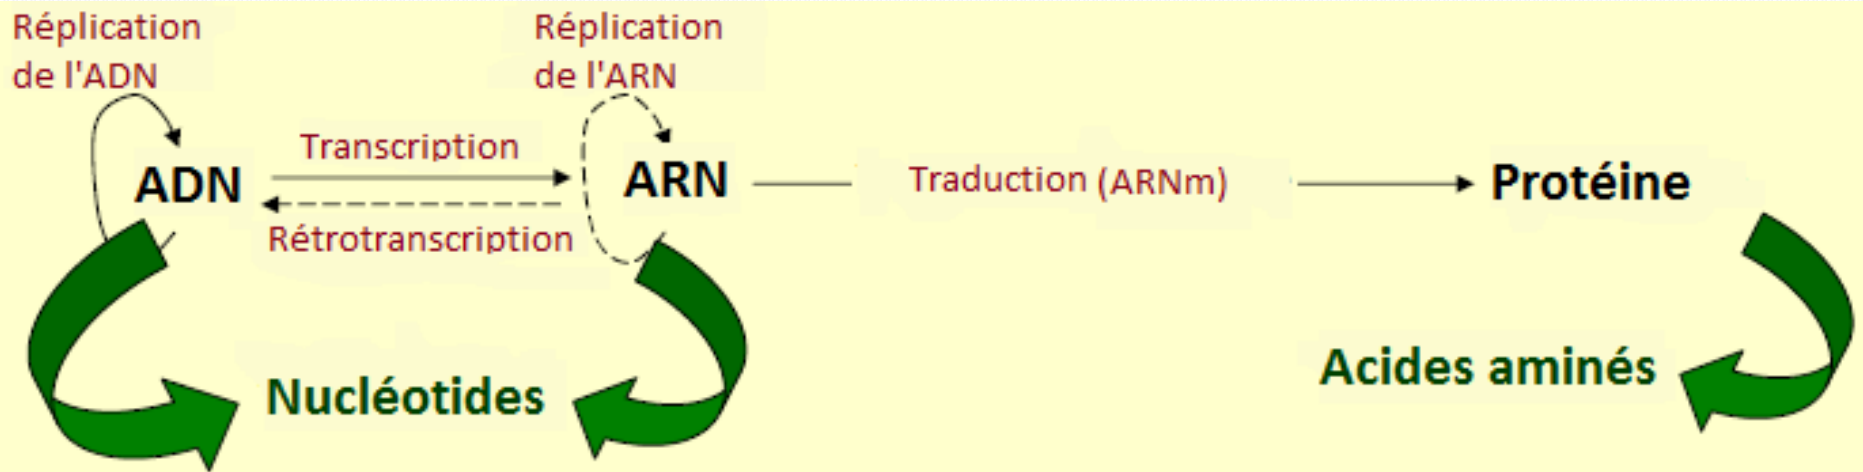 Réplication
de l'ADN
Réplication
de l'ARN
Transcription
ADN
ARN
Traduction (ARNm)
Protéine
Rétrotranscription
Nucléotides
Acides aminés